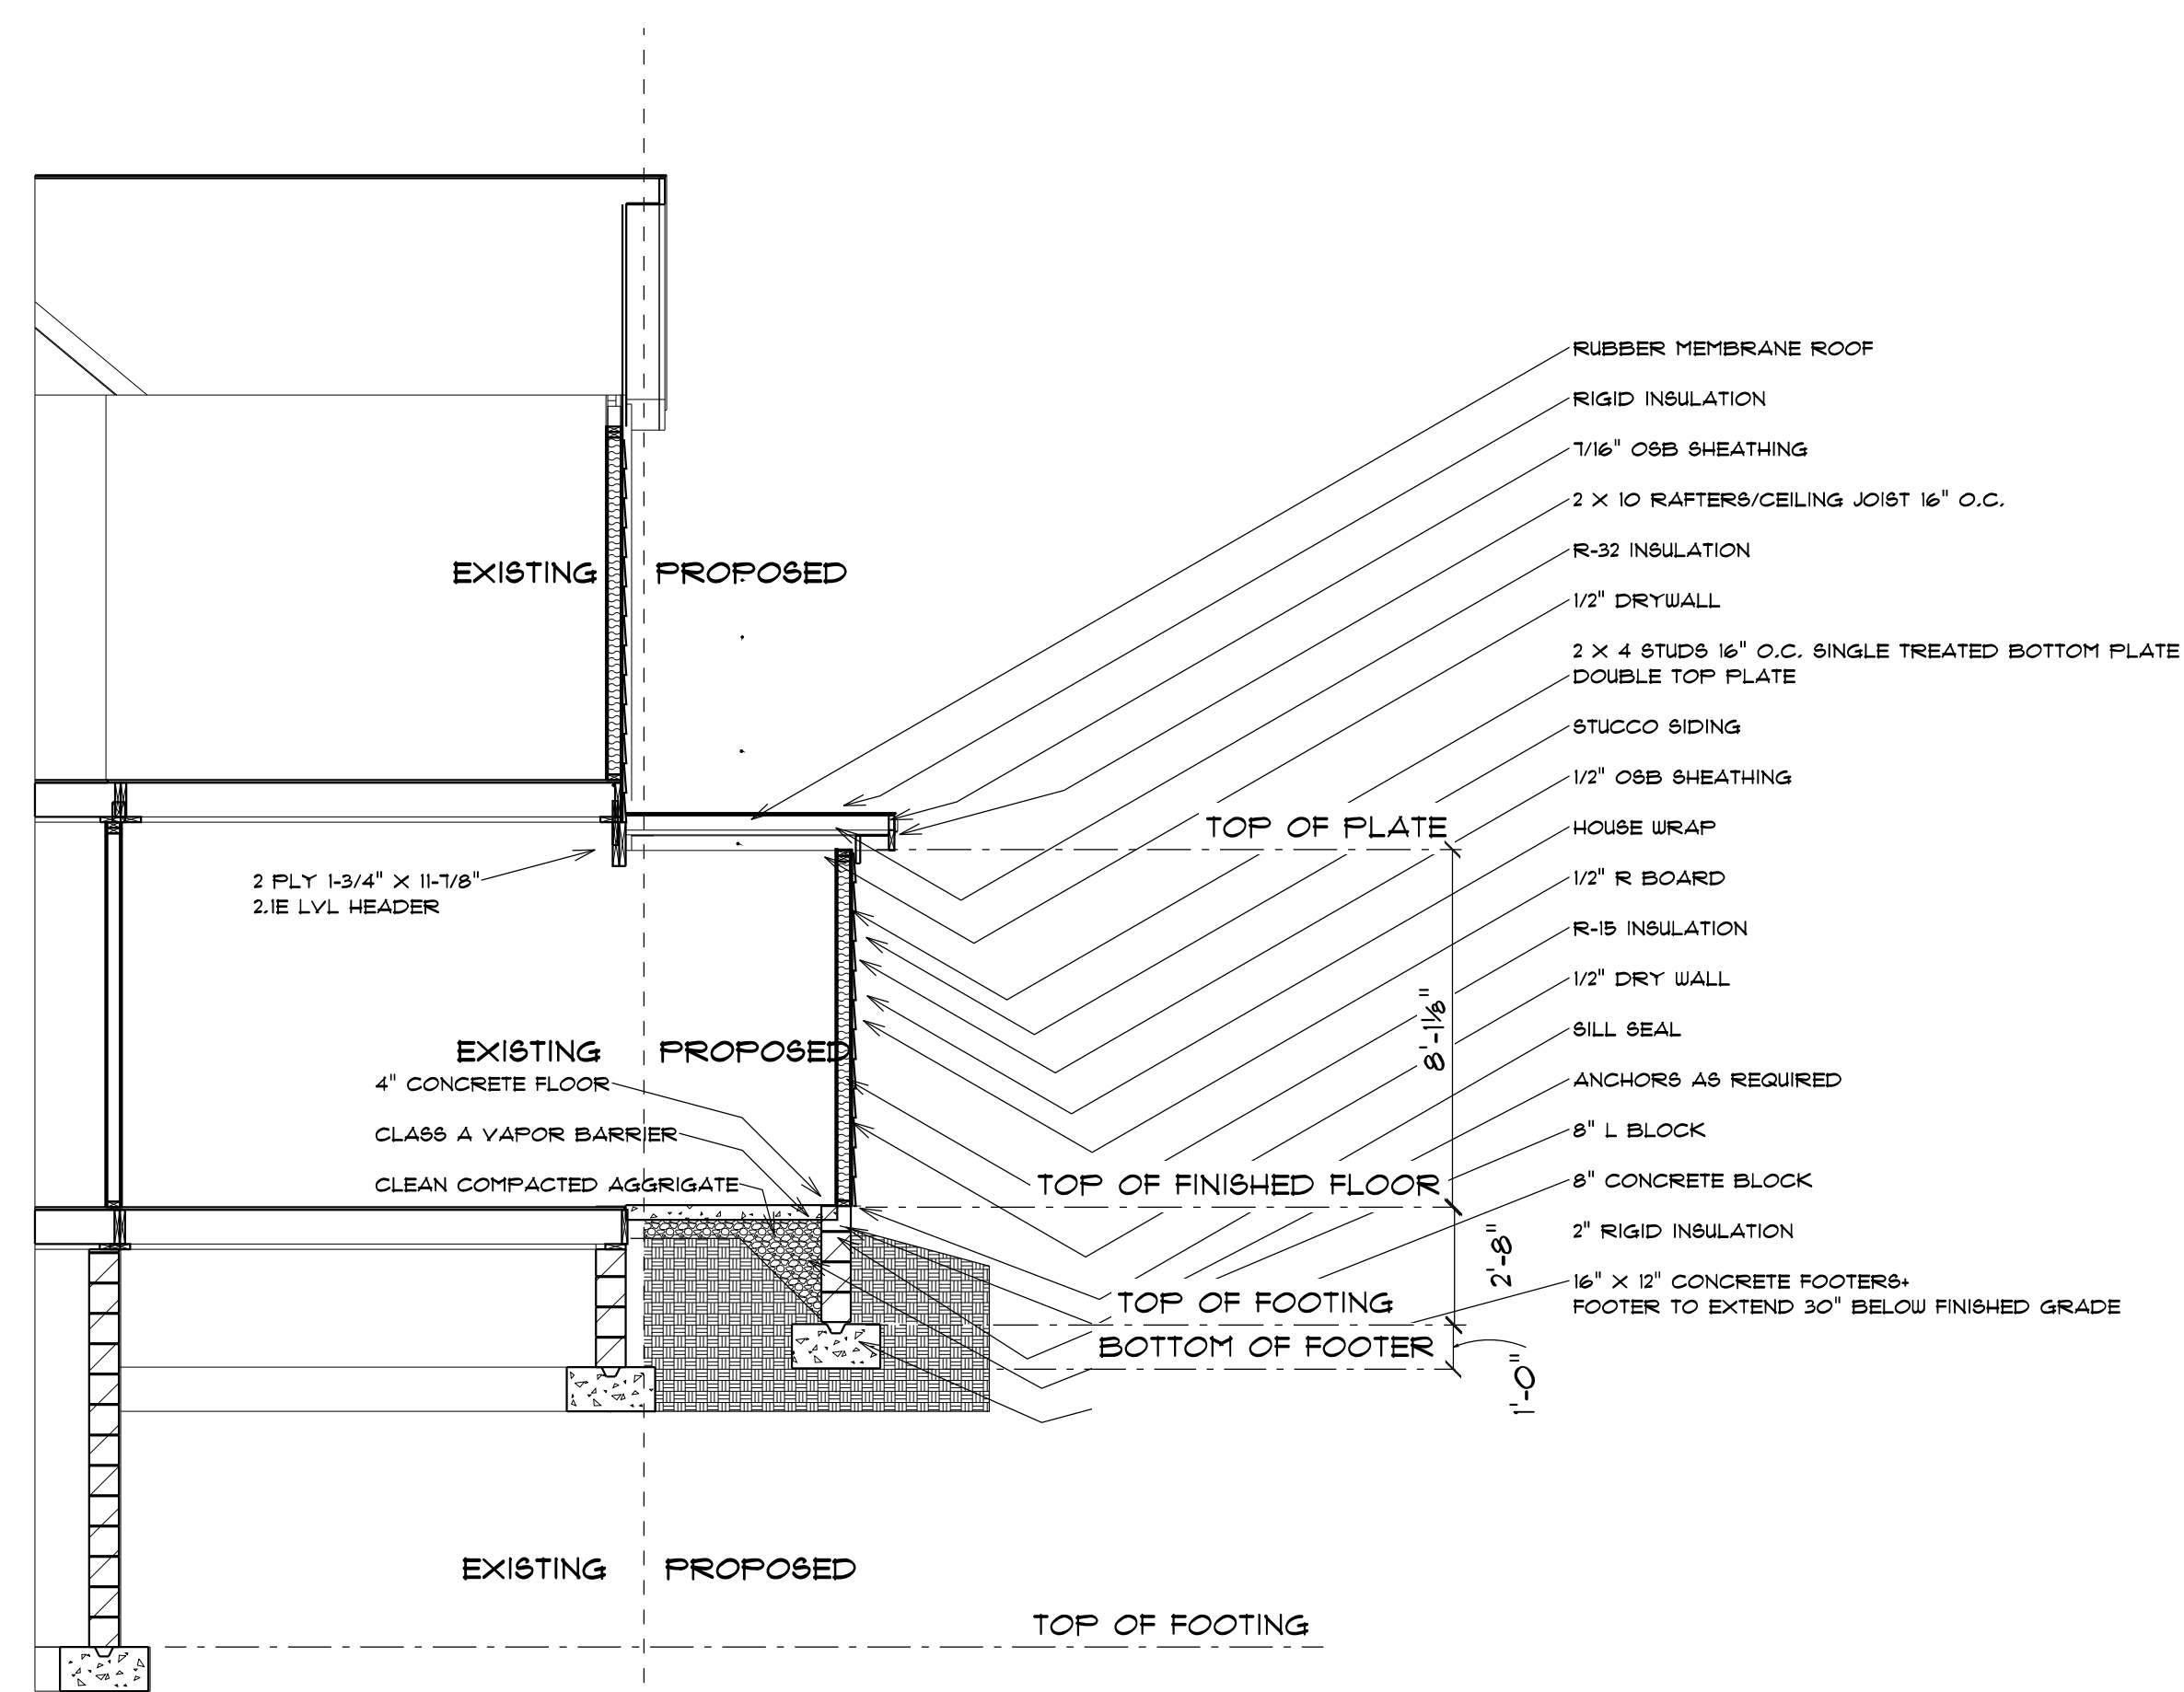 RUBBER MEMBRANE ROOF
RIGID INSULATION
7/16" OSB SHEATHING
2 X 10 RAFTERS/CEILING JOIST 16" O.C.
R-32 INSULATION
EXISTING
PROPOSED
1/2" DRYWALL
2 X 4 STUDS 16" O.C. SINGLE TREATED BOTTOM PLATE
DOUBLE TOP PLATE
STUCCO SIDING
1/2" OSB SHEATHING
TOP OF PLATE
HOUSE WRAP
2 PLY 1-3/4" X 11-7/8"
2.1E LVL HEADER
1/2" R BOARD
R-15 INSULATION
1/2" DRY WALL
8'-1 1/8"
SILL SEAL
EXISTING
PROPOSED
4" CONCRETE FLOOR
ANCHORS AS REQUIRED
CLASS A VAPOR BARRIER
8" L BLOCK
CLEAN COMPACTED AGGRIGATE
TOP OF FINISHED FLOOR
8" CONCRETE BLOCK
2" RIGID INSULATION
2'-8"
16" X 12" CONCRETE FOOTERS+
FOOTER TO EXTEND 30" BELOW FINISHED GRADE
TOP OF FOOTING
BOTTOM OF FOOTER
1'-0"
EXISTING
PROPOSED
TOP OF FOOTING